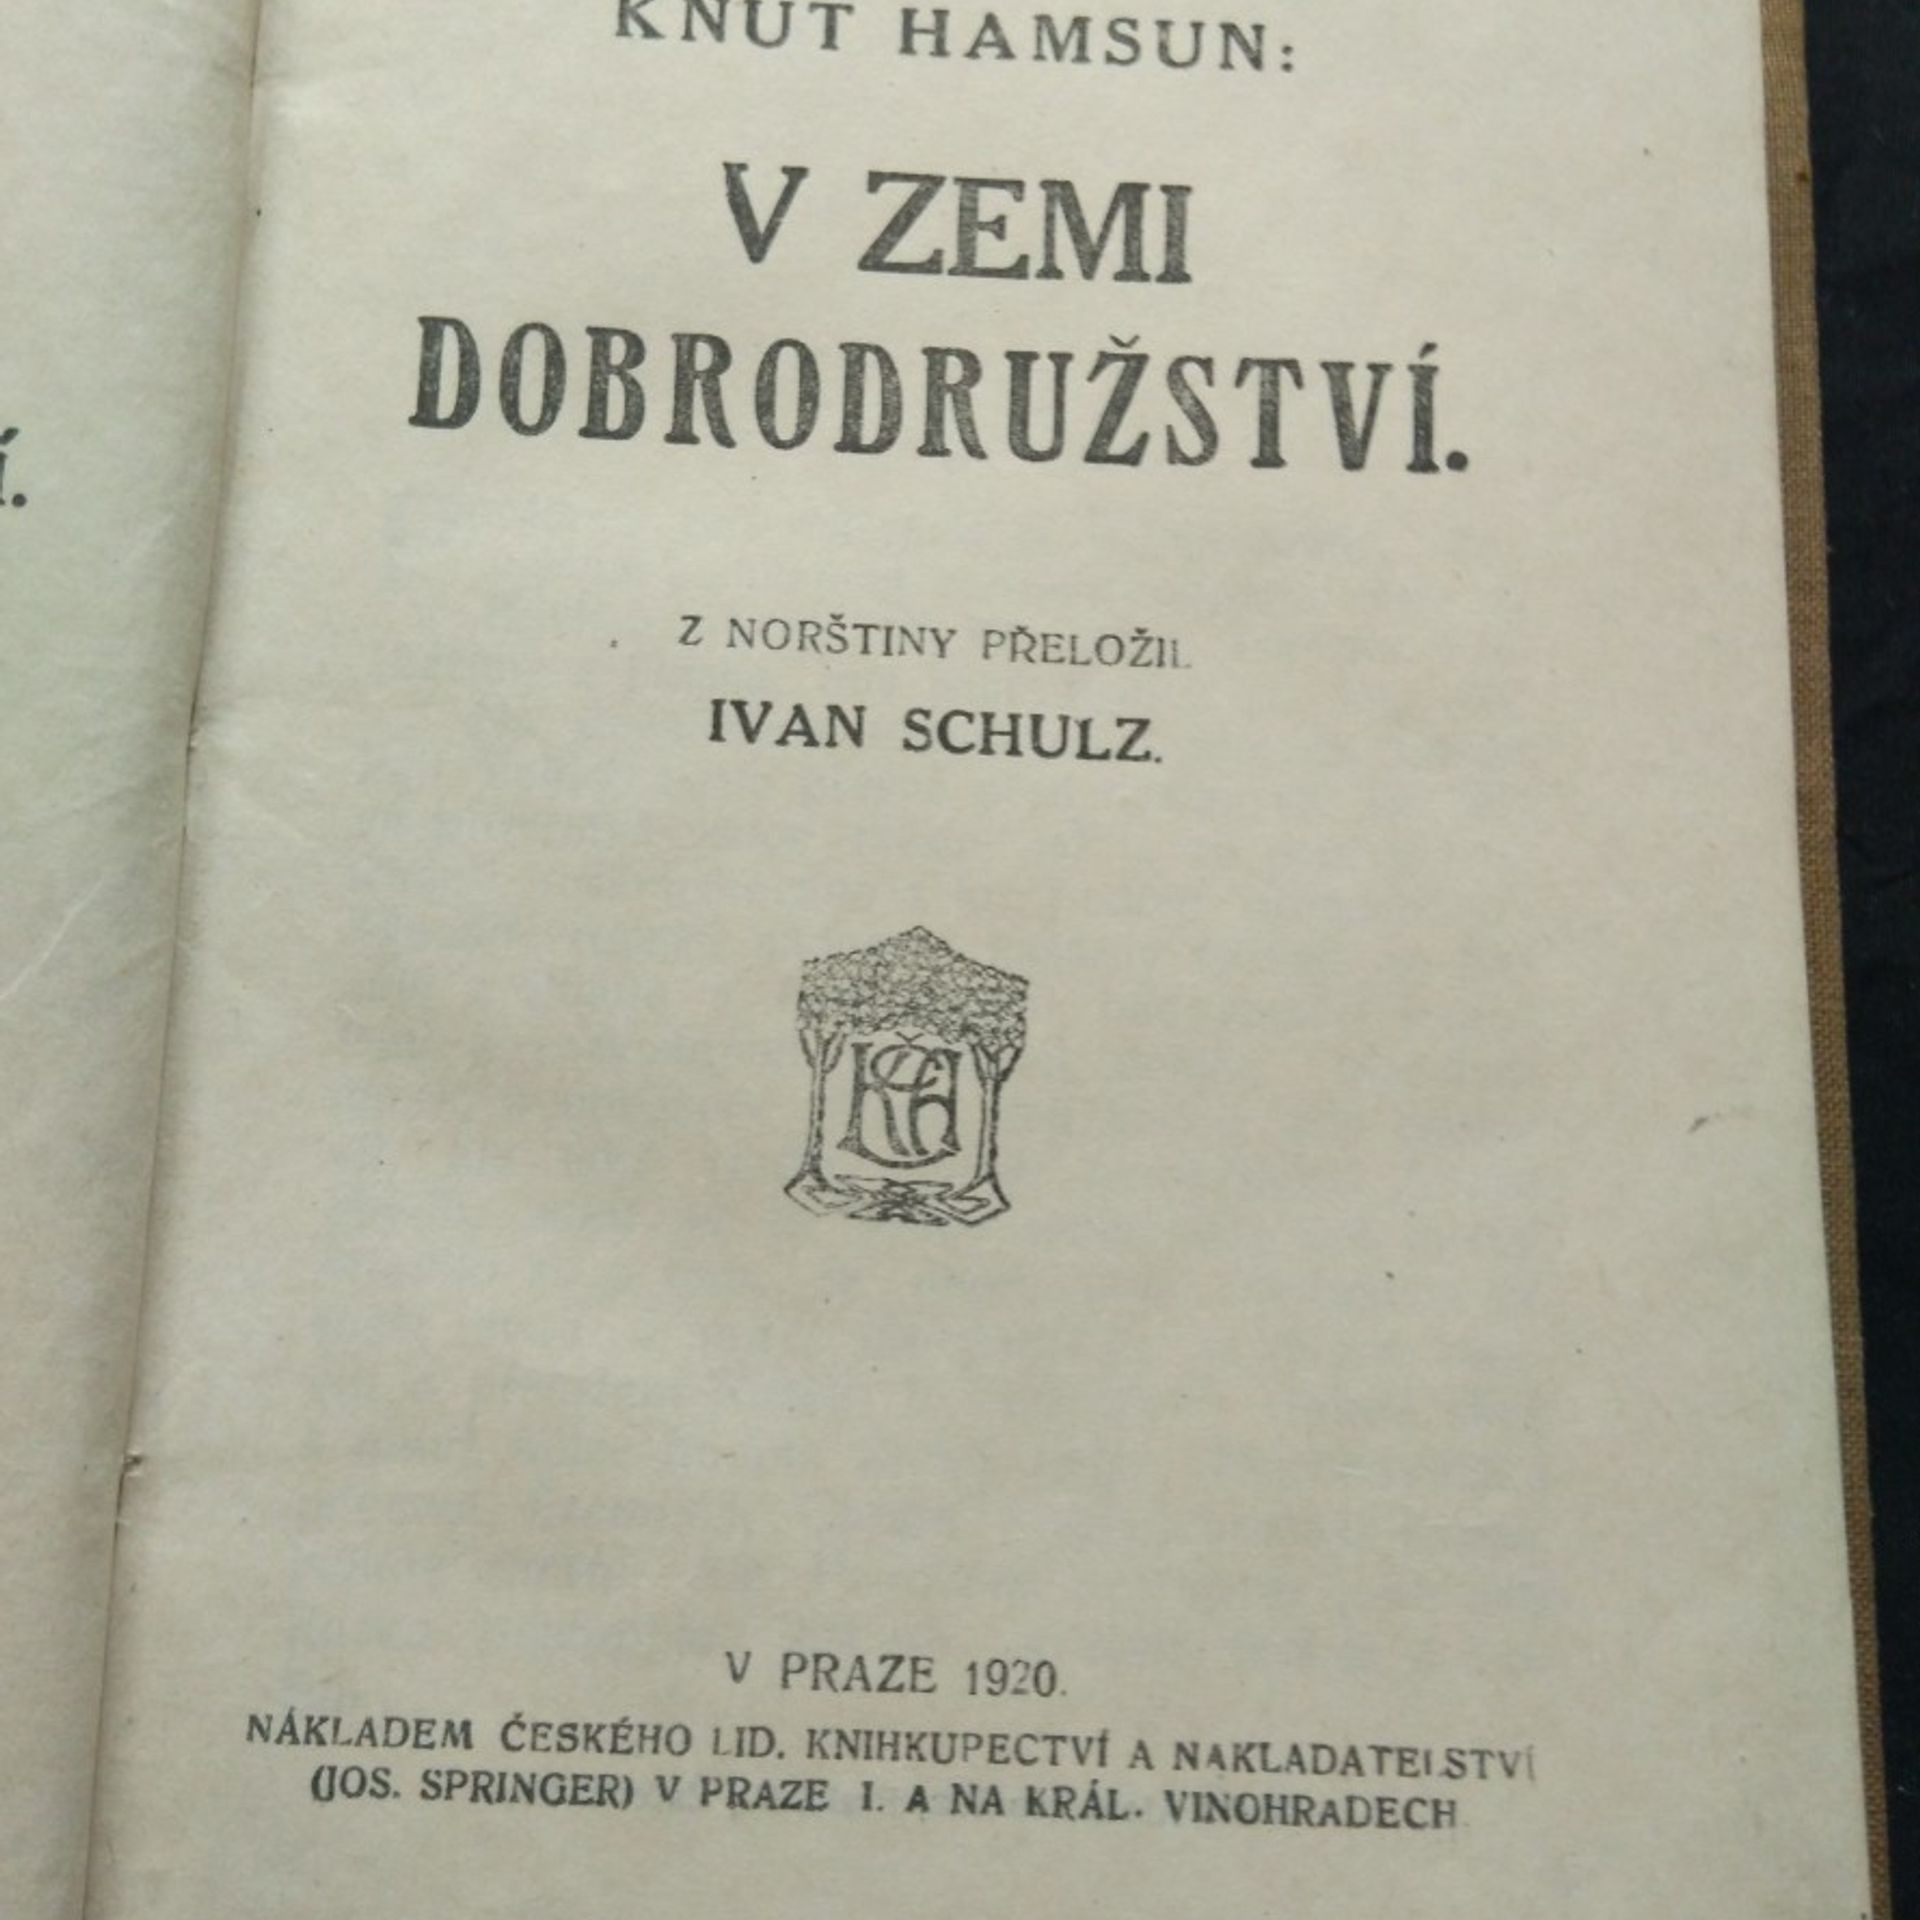 KNUT HAMSUN:
V ZEMI
DOBRODRUŽSTVÍ.
Z NORŠTINY PŘELOŽIL
IVAN SCHULZ.
V PRAZE 1920.
NÁKLADEM ČESKÉHO LID. KNIHKUPECTVÍ A NAKLADATELSTVÍ
(JOS. SPRINGER) V PRAZE I. A NA KRÁL. VINOHRADECH